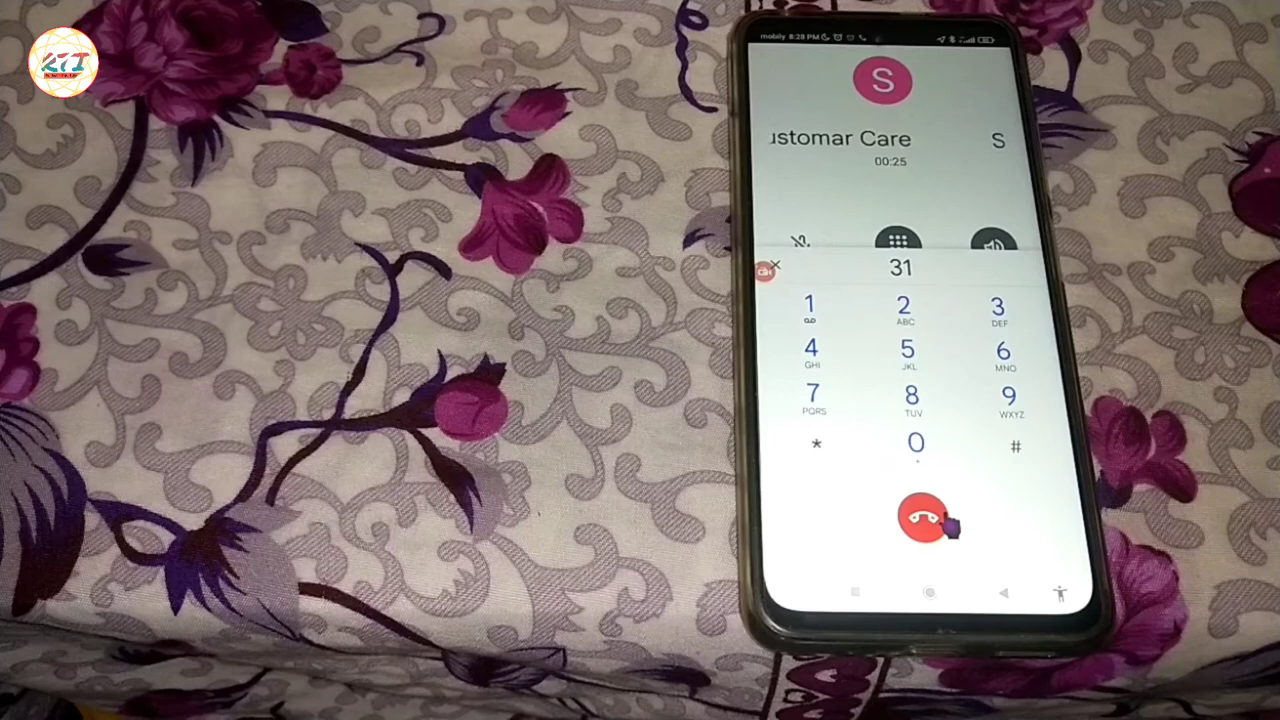 KTI
mobily 8:28 PM
S
ustomar Care S
00:25
31
1 2 3
ABC DEF
4 5 6
GHI JKL MNO
7 8 9
PQRS TUV WXYZ
* 0 #